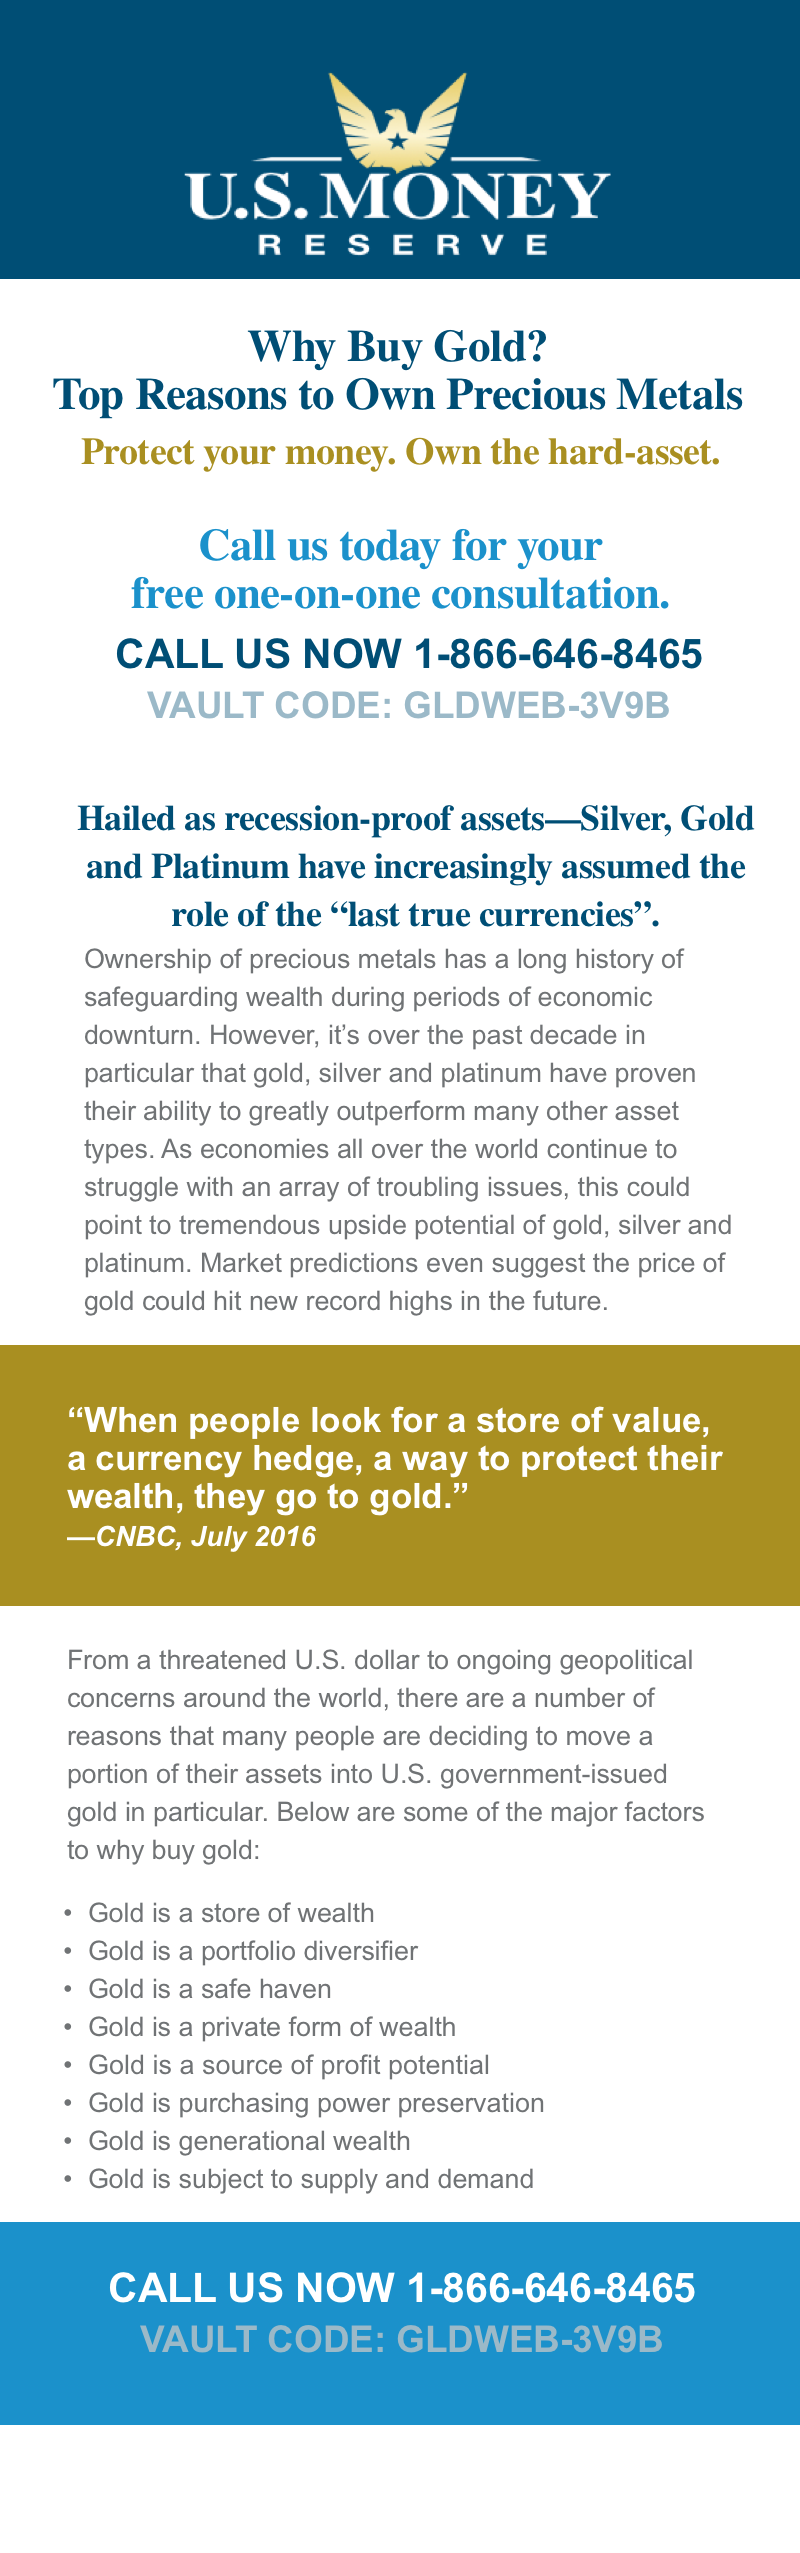 U.S. MONEY
RESERVE
Why Buy Gold?
Top Reasons to Own Precious Metals
Protect your money. Own the hard-asset.
Call us today for your
free one-on-one consultation.
CALL US NOW 1-866-646-8465
VAULT CODE: GLDWEB-3V9B
Hailed as recession-proof assets—Silver, Gold
and Platinum have increasingly assumed the
role of the “last true currencies”.
Ownership of precious metals has a long history of
safeguarding wealth during periods of economic
downturn. However, it’s over the past decade in
particular that gold, silver and platinum have proven
their ability to greatly outperform many other asset
types. As economies all over the world continue to
struggle with an array of troubling issues, this could
point to tremendous upside potential of gold, silver and
platinum. Market predictions even suggest the price of
gold could hit new record highs in the future.
“When people look for a store of value,
a currency hedge, a way to protect their
wealth, they go to gold.”
—CNBC, July 2016
From a threatened U.S. dollar to ongoing geopolitical
concerns around the world, there are a number of
reasons that many people are deciding to move a
portion of their assets into U.S. government-issued
gold in particular. Below are some of the major factors
to why buy gold:
• Gold is a store of wealth
• Gold is a portfolio diversifier
• Gold is a safe haven
• Gold is a private form of wealth
• Gold is a source of profit potential
• Gold is purchasing power preservation
• Gold is generational wealth
• Gold is subject to supply and demand
CALL US NOW 1-866-646-8465
VAULT CODE: GLDWEB-3V9B